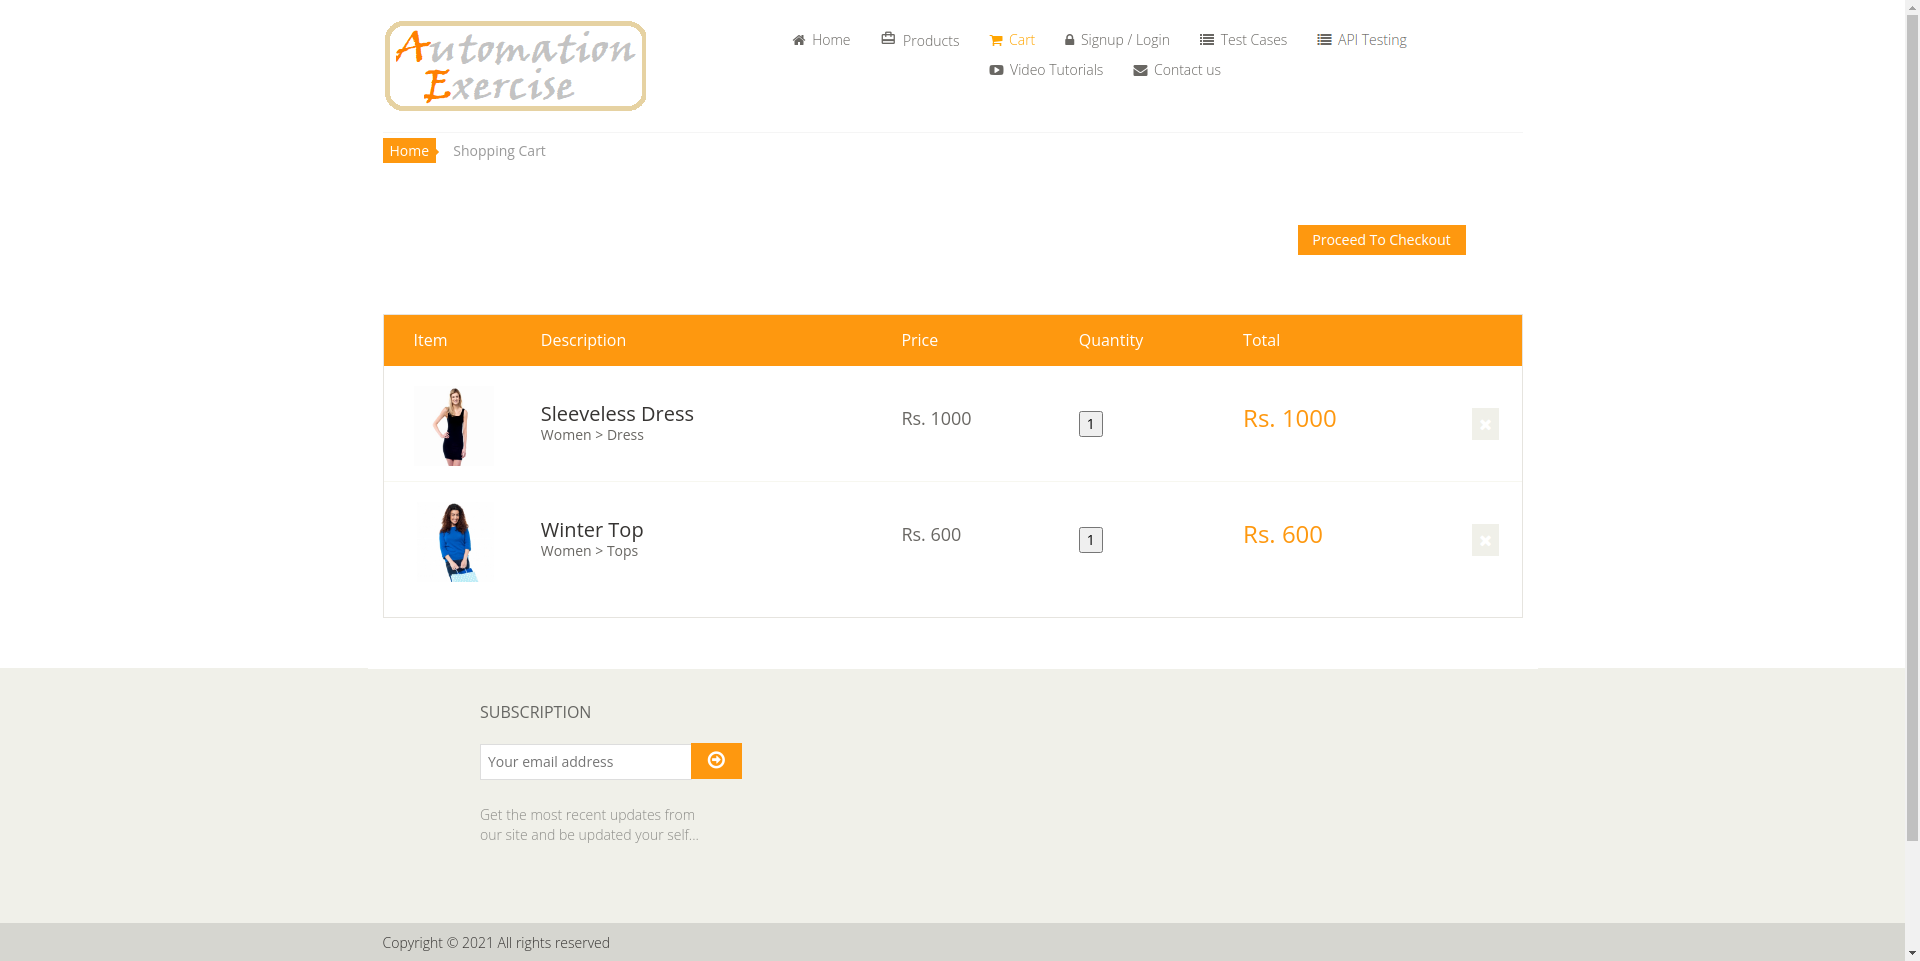 Automation
Exercise
Home Products Cart Signup / Login Test Cases API Testing
Video Tutorials Contact us
Home Shopping Cart
Proceed To Checkout
Item Description Price Quantity Total
Sleeveless Dress
Women > Dress
Rs. 1000 1 Rs. 1000
Winter Top
Women > Tops
Rs. 600 1 Rs. 600
SUBSCRIPTION
Your email address
Get the most recent updates from
our site and be updated your self...
Copyright © 2021 All rights reserved